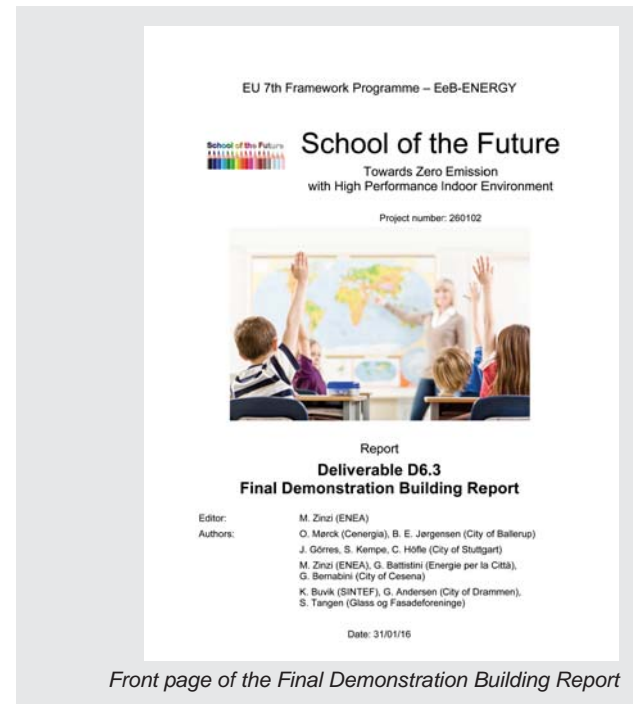 EU 7th Framework Programme – EeB-ENERGY
School of the Future
School of the Future
Towards Zero Emission
with High Performance Indoor Environment
Project number: 260102
Report
Deliverable D6.3
Final Demonstration Building Report
Editor: M. Zinzi (ENEA)
Authors: O. Mørck (Cenergia), B. E. Jørgensen (City of Ballerup)
J. Görres, S. Kempe, C. Höfle (City of Stuttgart)
M. Zinzi (ENEA), G. Battistini (Energie per la Città),
G. Bernabini (City of Cesena)
K. Buvik (SINTEF), G. Andersen (City of Drammen),
S. Tangen (Glass og Fasadeforeninge)
Date: 31/01/16
Front page of the Final Demonstration Building Report